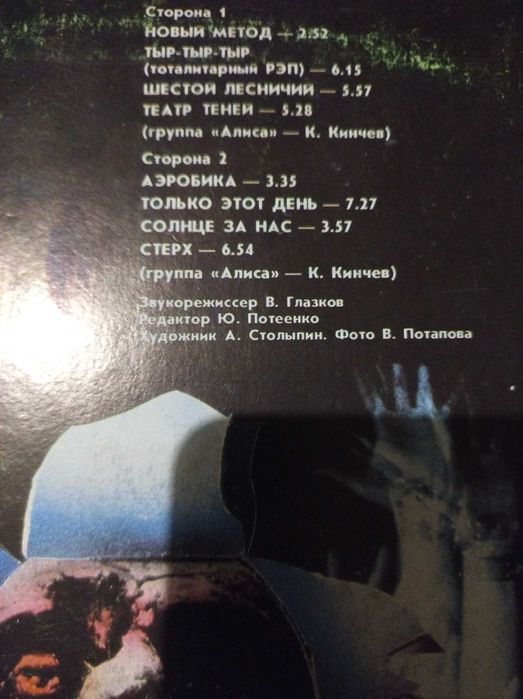 Сторона 1
НОВЫЙ МЕТОД — 2.52
ТЫР-ТЫР-ТЫР
(тоталитарный РЭП) — 6.15
ШЕСТОЙ ЛЕСНИЧИЙ — 5.57
ТЕАТР ТЕНЕЙ — 5.28
(группа «Алиса» — К. Кинчев)
Сторона 2
АЭРОБИКА — 3.35
ТОЛЬКО ЭТОТ ДЕНЬ — 7.27
СОЛНЦЕ ЗА НАС — 3.57
СТЕРХ — 6.54
(группа «Алиса» — К. Кинчев)
Звукорежиссер В. Глазков
Редактор Ю. Потеенко
Художник А. Столыпин. Фото В. Потапова